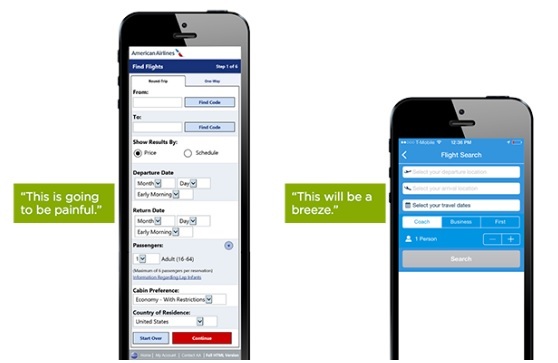 "This is going
to be painful."
American Airlines
Find Flights Step 1 of 6
Round-Trip One Way
From:
Find Code
To:
Find Code
Show Results By:
Price Schedule
Departure Date
Month Day
Early Morning
Return Date
Month Day
Early Morning
Passengers:
1 Adult (16-64)
(Maximum of 6 passengers per reservation)
Information Regarding Lap Infants
Cabin Preference:
Economy - With Restrictions
Country of Residence:
United States
Start Over Continue
Home | My Account | Contact AA | Full HTML Version
"This will be a
breeze."
T-Mobile 12:38 PM
Flight Search
Select your departure location
Select your arrival location
Select your travel dates
Coach Business First
1 Person
Search